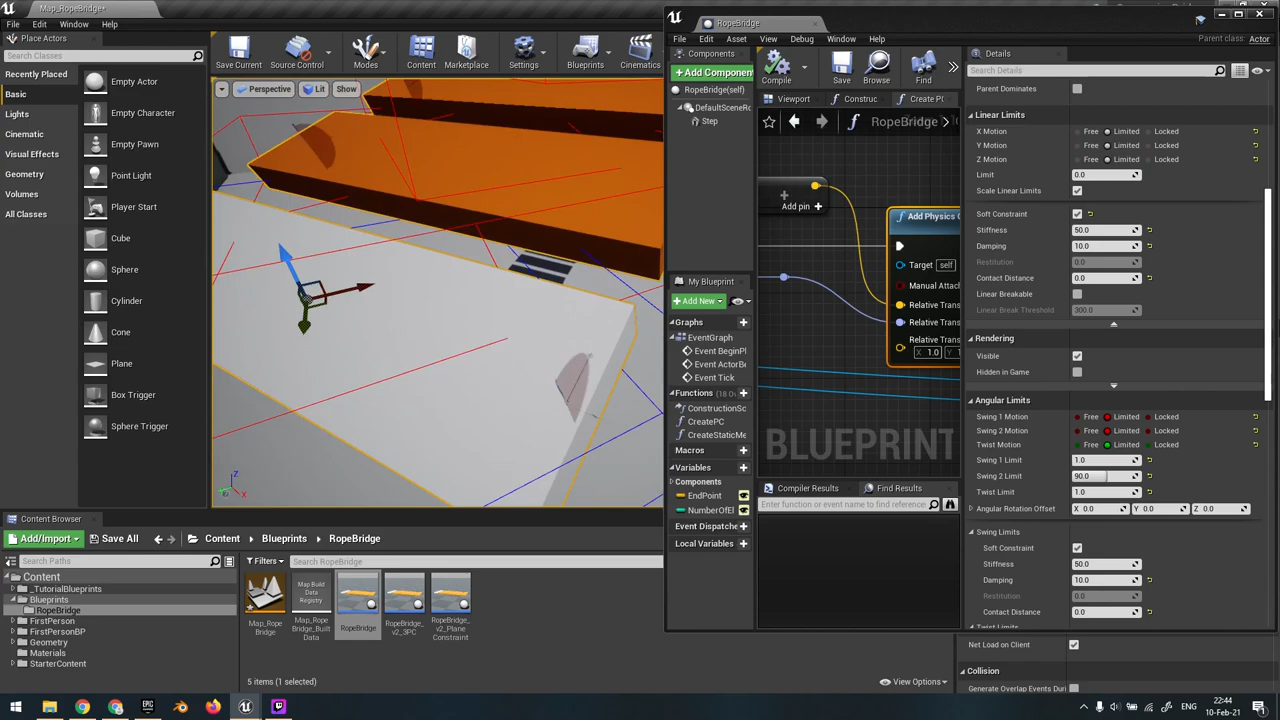 Map_RopeBridge*
File
Edit
Window
Help
Place Actors
Search Classes
Recently Placed
Basic
Lights
Cinematic
Visual Effects
Geometry
Volumes
All Classes
Empty Actor
Empty Character
Empty Pawn
Point Light
Player Start
Cube
Sphere
Cylinder
Cone
Plane
Box Trigger
Sphere Trigger
Save Current
Source Control
Modes
Content
Marketplace
Settings
Blueprints
Cinematics
Perspective
Lit
Show
Z
X
RopeBridge
Parent class: Actor
File
Edit
Asset
View
Debug
Window
Help
Components
+ Add Component
RopeBridge(self)
DefaultSceneRo
Step
Compile
Save
Browse
Find
Viewport
Construc
Create PC
RopeBridge
Add pin
Add Physics C
Target self
Manual Attac
Relative Trans
Relative Trans
Relative Trans
X 1.0 Y
BLUEPRINT
My Blueprint
+ Add New
Graphs
EventGraph
Event BeginPl
Event ActorBe
Event Tick
Functions (18 O
ConstructionSc
CreatePC
CreateStaticMe
Macros
Variables
Components
EndPoint
NumberOfEl
Event Dispatche
Local Variables
Compiler Results
Find Results
Enter function or event name to find reference
Details
Search Details
Parent Dominates
Linear Limits
X Motion Free Limited Locked
Y Motion Free Limited Locked
Z Motion Free Limited Locked
Limit 0.0
Scale Linear Limits
Soft Constraint
Stiffness 50.0
Damping 10.0
Restitution 0.0
Contact Distance 0.0
Linear Breakable
Linear Break Threshold 300.0
Rendering
Visible
Hidden in Game
Angular Limits
Swing 1 Motion Free Limited Locked
Swing 2 Motion Free Limited Locked
Twist Motion Free Limited Locked
Swing 1 Limit 1.0
Swing 2 Limit 90.0
Twist Limit 1.0
Angular Rotation Offset X 0.0 Y 0.0 Z 0.0
Swing Limits
Soft Constraint
Stiffness 50.0
Damping 10.0
Restitution 0.0
Contact Distance 0.0
Twist Limits
Net Load on Client
Collision
Generate Overlap Events Duri
Content Browser
Add/Import
Save All
Content
Blueprints
RopeBridge
Search Paths
Filters
Search RopeBridge
Content
_TutorialBlueprints
Blueprints
RopeBridge
FirstPerson
FirstPersonBP
Geometry
Materials
StarterContent
Map_Rope
Bridge
Map Build
Data
Registry
Map_Rope
Bridge_Built
Data
RopeBridge
RopeBridge_
v2_3PC
RopeBridge_
v2_Plane
Constraint
5 items (1 selected)
View Options
EPIC
22:44
10-Feb-21